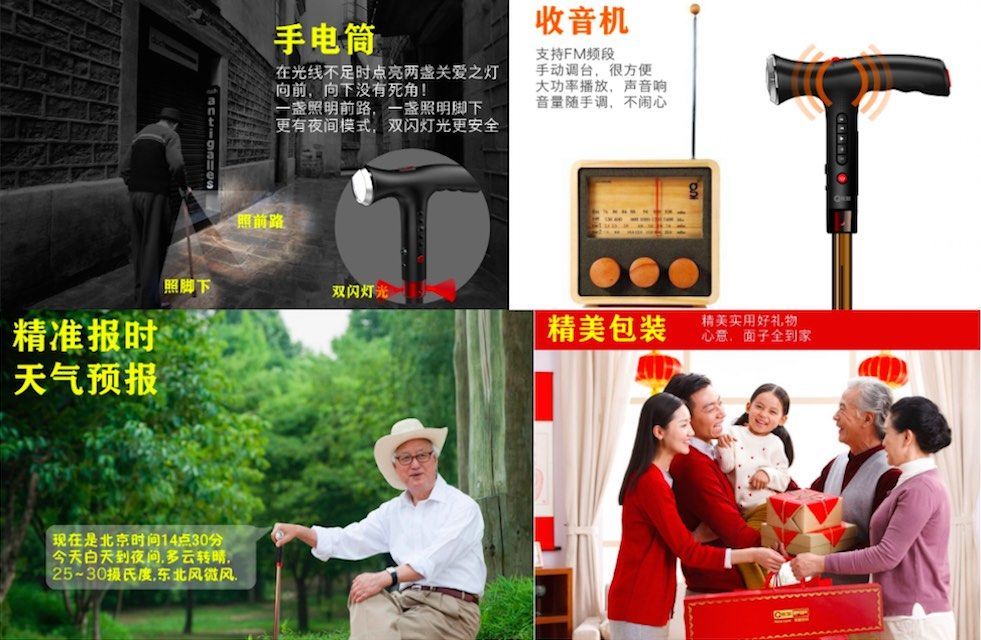 手电筒
在光线不足时点亮两盏关爱之灯
向前，向下没有死角！
一盏照明前路，一盏照明脚下
更有夜间模式，双闪灯光更安全
antigalles
照前路
照脚下
双闪灯光
收音机
支持FM频段
手动调台，很方便
大功率播放，声音响
音量随手调，不闹心
精准报时
天气预报
现在是北京时间14点30分
今天白天到夜间,多云转晴,
25~30摄氏度,东北风微风.
精美包装
精美实用好礼物
心意，面子全到家